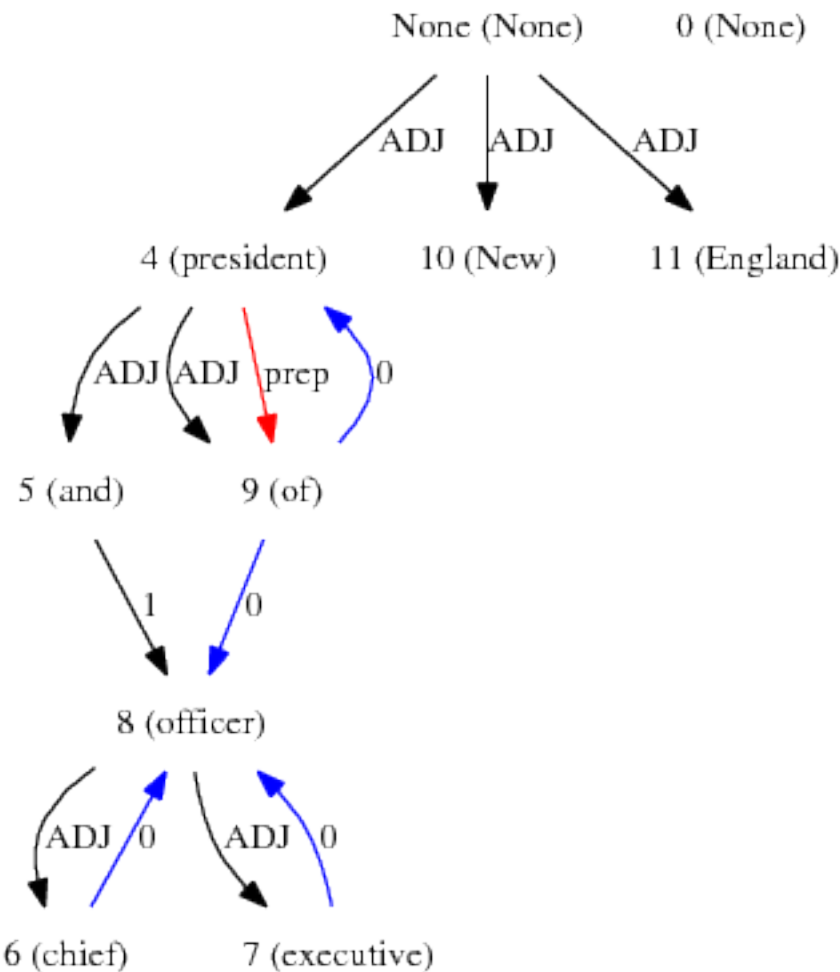 None (None) 0 (None)
ADJ ADJ ADJ
4 (president) 10 (New) 11 (England)
ADJ ADJ prep 0
5 (and) 9 (of)
1 0
8 (officer)
ADJ 0 ADJ 0
6 (chief) 7 (executive)